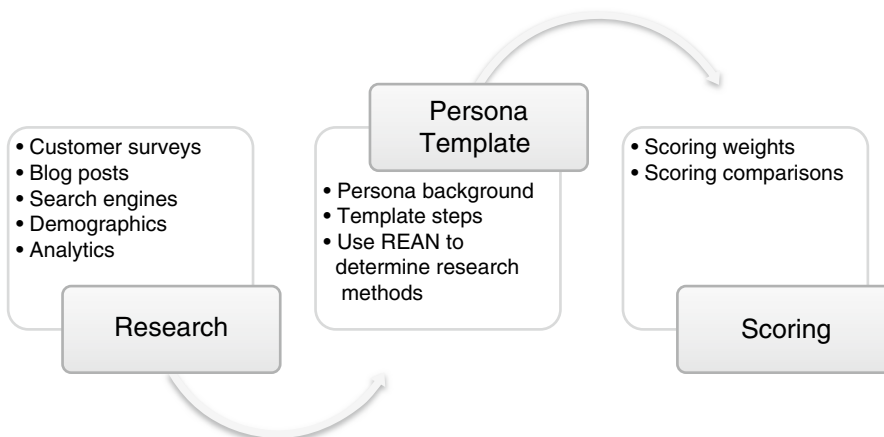 • Customer surveys
• Blog posts
• Search engines
• Demographics
• Analytics
Research
Persona
Template
• Persona background
• Template steps
• Use REAN to
determine research
methods
• Scoring weights
• Scoring comparisons
Scoring